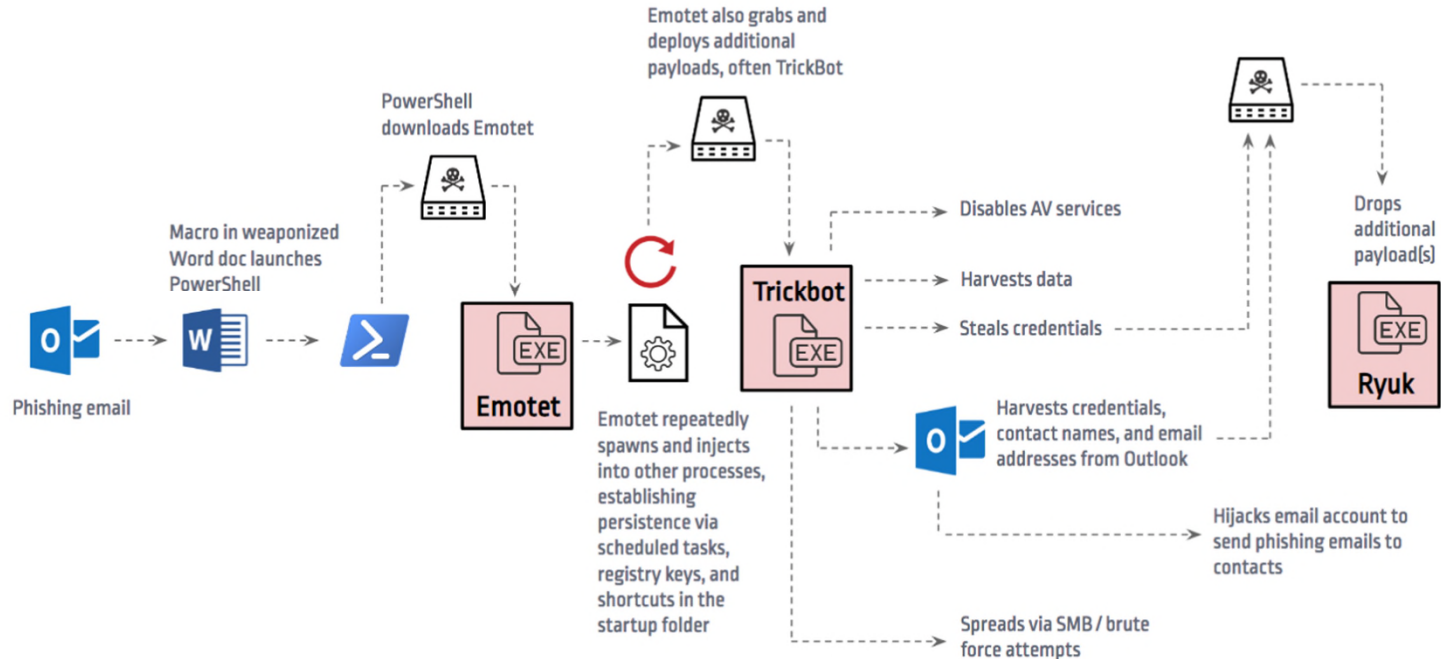 Phishing email
Macro in weaponized
Word doc launches
PowerShell
PowerShell
downloads Emotet
EXE
Emotet
Emotet repeatedly
spawns and injects
into other processes,
establishing
persistence via
scheduled tasks,
registry keys, and
shortcuts in the
startup folder
Emotet also grabs and
deploys additional
payloads, often TrickBot
Trickbot
EXE
Disables AV services
Harvests data
Steals credentials
Harvests credentials,
contact names, and email
addresses from Outlook
Hijacks email account to
send phishing emails to
contacts
Spreads via SMB / brute
force attempts
Drops
additional
payload(s)
EXE
Ryuk
O
W
O